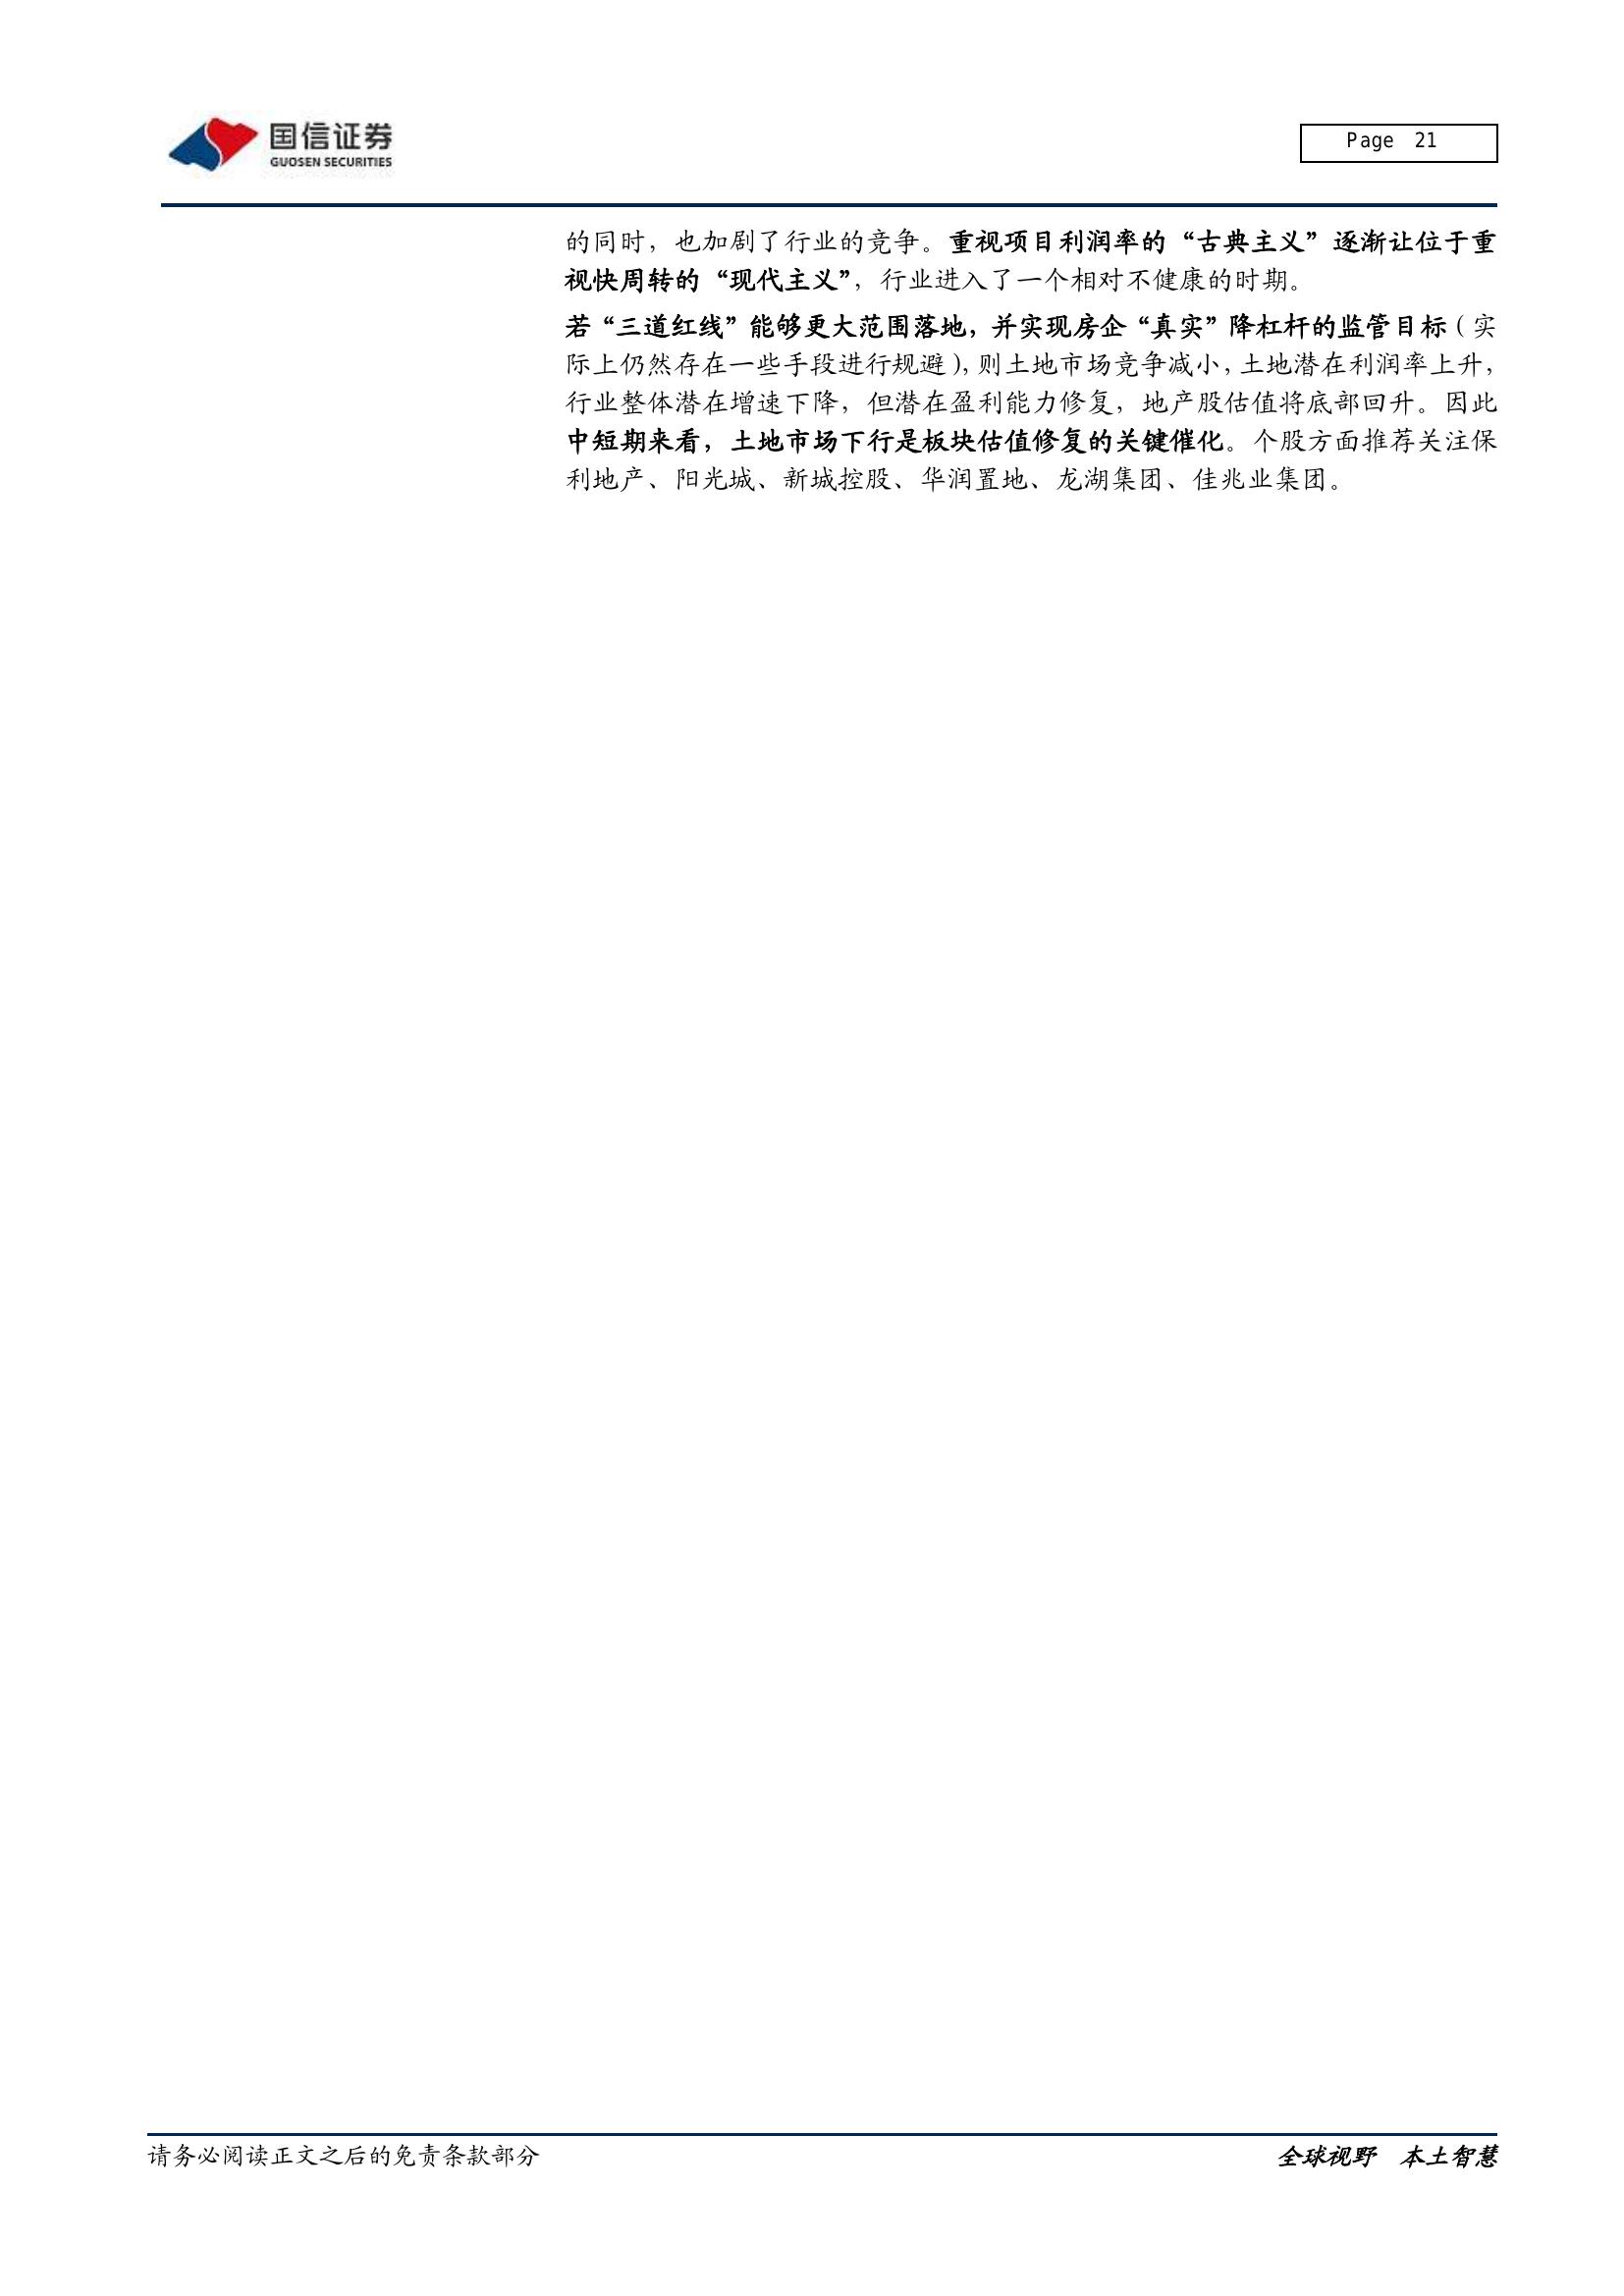 国信证券
GUOSEN SECURITIES
Page 21
的同时，也加剧了行业的竞争。重视项目利润率的“古典主义”逐渐让位于重
视快周转的“现代主义”，行业进入了一个相对不健康的时期。
若“三道红线”能够更大范围落地，并实现房企“真实”降杠杆的监管目标（实
际上仍然存在一些手段进行规避），则土地市场竞争减小，土地潜在利润率上升，
行业整体潜在增速下降，但潜在盈利能力修复，地产股估值将底部回升。因此
中短期来看，土地市场下行是板块估值修复的关键催化。个股方面推荐关注保
利地产、阳光城、新城控股、华润置地、龙湖集团、佳兆业集团。
请务必阅读正文之后的免责条款部分
全球视野 本土智慧